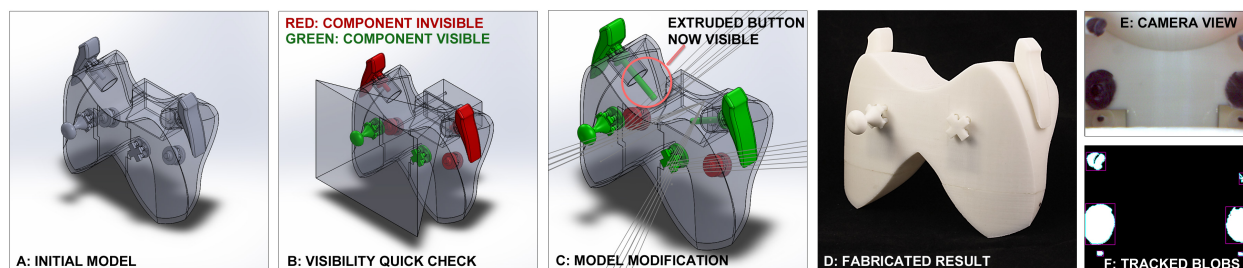 A: INITIAL MODEL
RED: COMPONENT INVISIBLE
GREEN: COMPONENT VISIBLE
B: VISIBILITY QUICK CHECK
EXTRUDED BUTTON
NOW VISIBLE
C: MODEL MODIFICATION
D: FABRICATED RESULT
E: CAMERA VIEW
F: TRACKED BLOBS